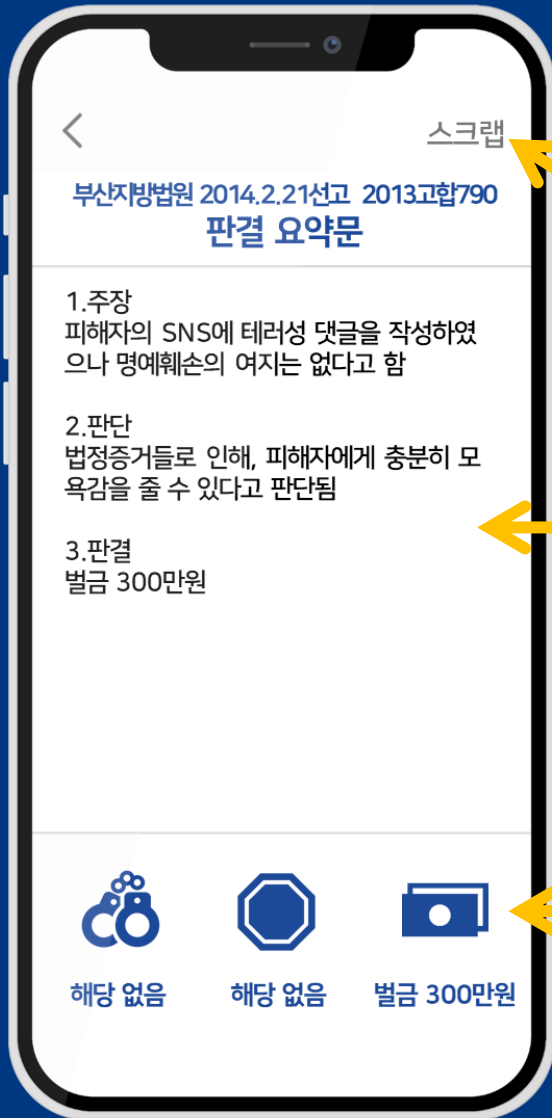 스크랩
부산지방법원 2014.2.21선고 2013고합790
판결 요약문
1.주장
피해자의 SNS에 테러성 댓글을 작성하였
으나 명예훼손의 여지는 없다고 함
2.판단
법정증거들로 인해, 피해자에게 충분히 모
욕감을 줄 수 있다고 판단됨
3.판결
벌금 300만원
해당 없음 해당 없음 벌금 300만원